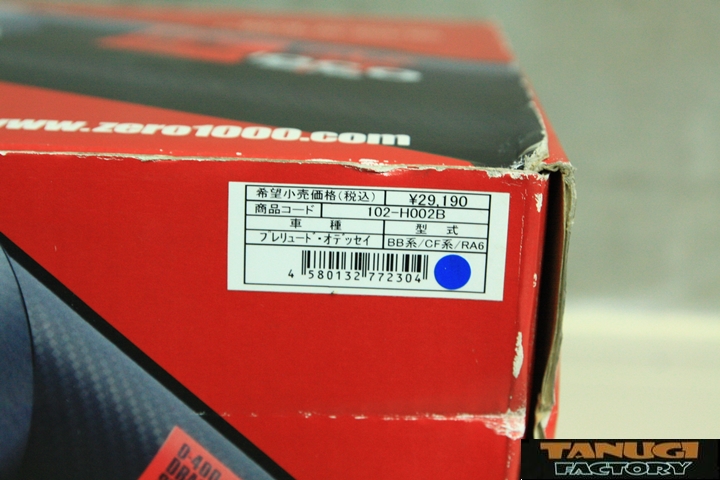 www.zero1000.com
希望小売価格(税込) ¥29,190
商品コード 102-H002B
車種 型式
プレリュード・オデッセイ BB系/CF系/RA6
4 580132 772304
TANUGI
FACTORY